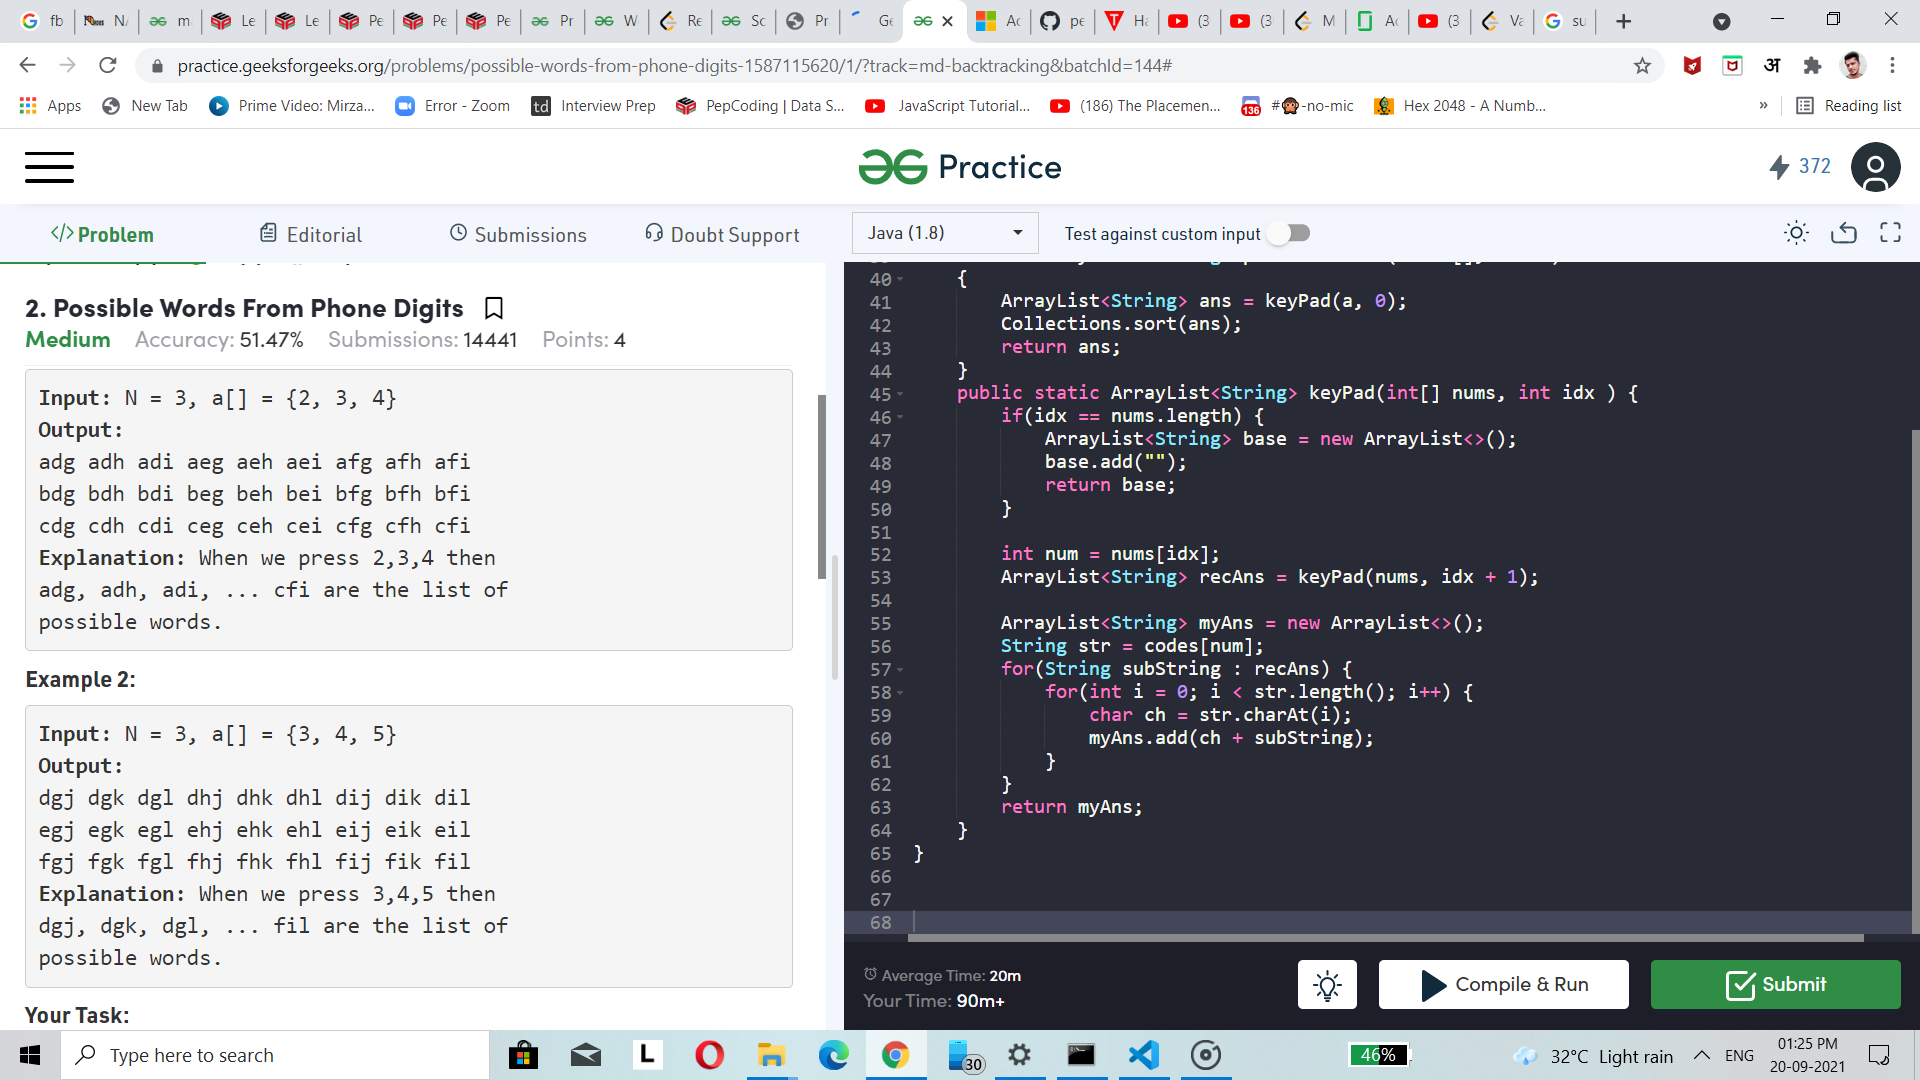 fb
N/
m
Le
Le
Pe
Pe
Pe
Pr
W
Re
Sc
Pr
Ge
Ac
pe
Ha
(3
(3
M
Ac
(3
Va
su
practice.geeksforgeeks.org/problems/possible-words-from-phone-digits-1587115620/1/?track=md-backtracking&batchId=144#
अ
Apps New Tab Prime Video: Mirza... Error - Zoom td Interview Prep PepCoding | Data S... JavaScript Tutorial... (186) The Placemen... 136 #🙊-no-mic Hex 2048 - A Numb... » Reading list
Practice
372
</> Problem Editorial Submissions Doubt Support
Java (1.8) Test against custom input
2. Possible Words From Phone Digits
Medium Accuracy: 51.47% Submissions: 14441 Points: 4
Input: N = 3, a[] = {2, 3, 4}
Output:
adg adh adi aeg aeh aei afg afh afi
bdg bdh bdi beg beh bei bfg bfh bfi
cdg cdh cdi ceg ceh cei cfg cfh cfi
Explanation: When we press 2,3,4 then
adg, adh, adi, ... cfi are the list of
possible words.
Example 2:
Input: N = 3, a[] = {3, 4, 5}
Output:
dgj dgk dgl dhj dhk dhl dij dik dil
egj egk egl ehj ehk ehl eij eik eil
fgj fgk fgl fhj fhk fhl fij fik fil
Explanation: When we press 3,4,5 then
dgj, dgk, dgl, ... fil are the list of
possible words.
Your Task:
40 {
41 ArrayList<String> ans = keyPad(a, 0);
42 Collections.sort(ans);
43 return ans;
44 }
45 public static ArrayList<String> keyPad(int[] nums, int idx ) {
46 if(idx == nums.length) {
47 ArrayList<String> base = new ArrayList<>();
48 base.add("");
49 return base;
50 }
51
52 int num = nums[idx];
53 ArrayList<String> recAns = keyPad(nums, idx + 1);
54
55 ArrayList<String> myAns = new ArrayList<>();
56 String str = codes[num];
57 for(String subString : recAns) {
58 for(int i = 0; i < str.length(); i++) {
59 char ch = str.charAt(i);
60 myAns.add(ch + subString);
61 }
62 }
63 return myAns;
64 }
65 }
66
67
68
Average Time: 20m
Your Time: 90m+
Compile & Run
Submit
Type here to search
L
30
46%
32°C Light rain
ENG
01:25 PM
20-09-2021